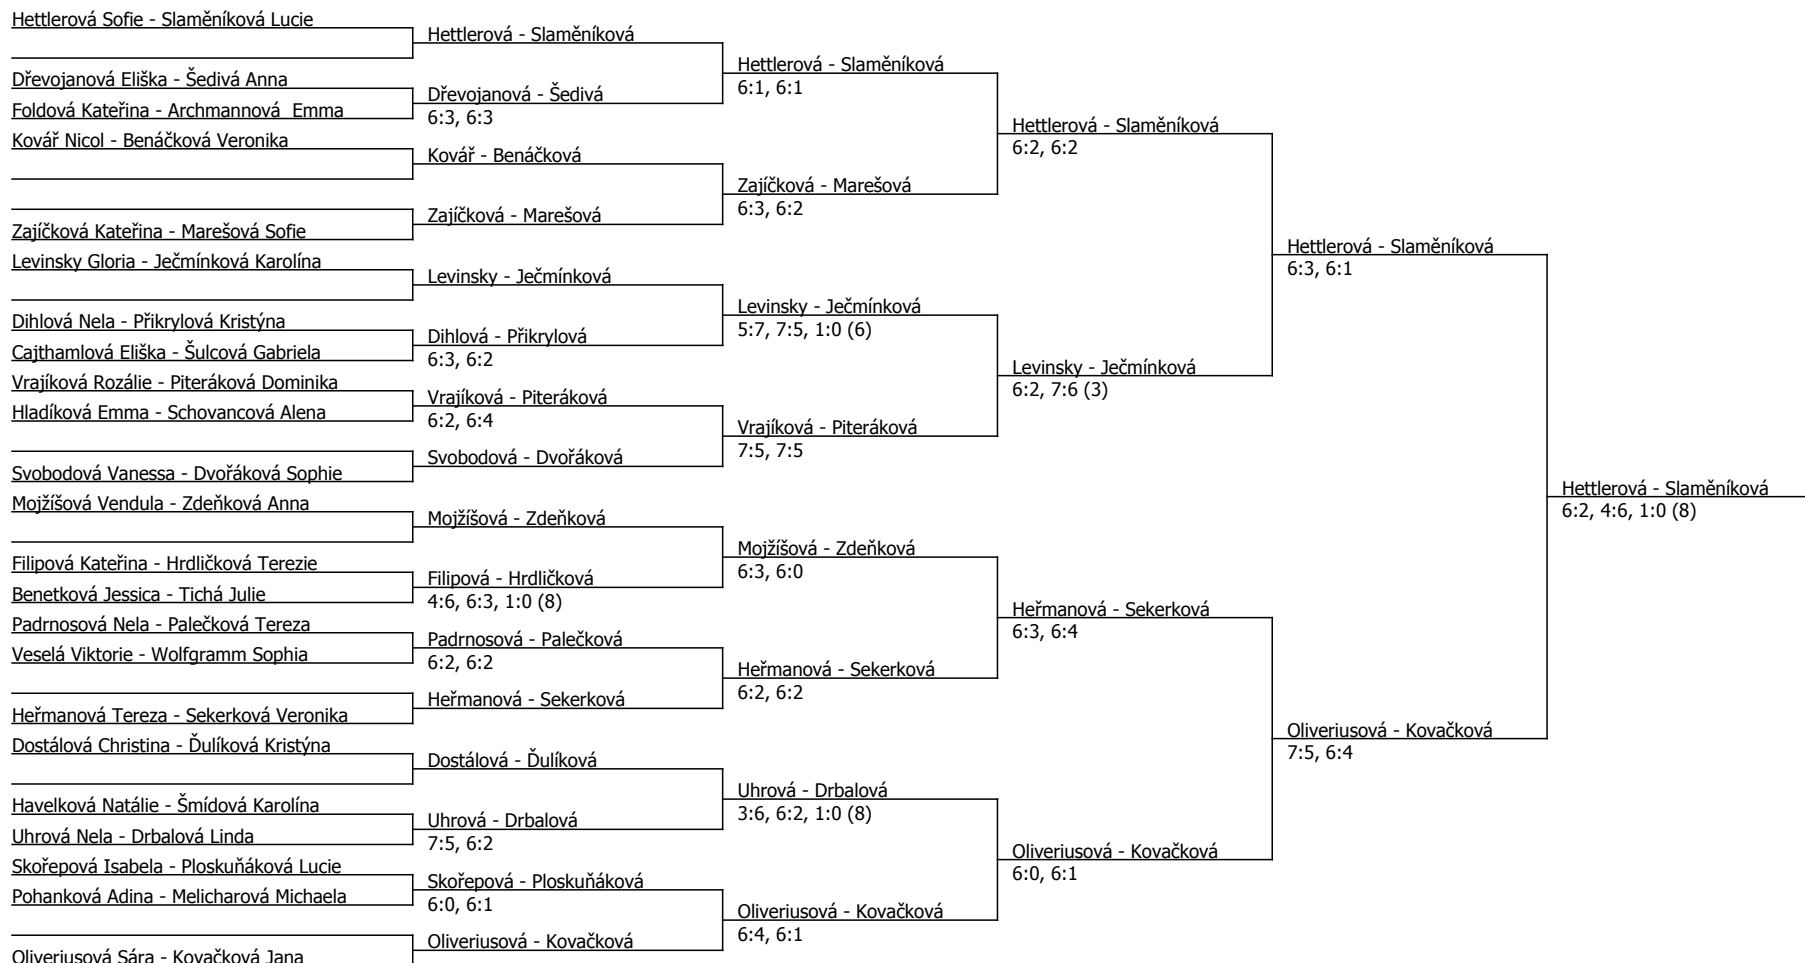 Hettlerová Sofie - Slaměníková Lucie
Hettlerová - Slaměníková
Hettlerová - Slaměníková
6:1, 6:1
Dřevojanová Eliška - Šedivá Anna
Dřevojanová - Šedivá
6:3, 6:3
Foldová Kateřina - Archmannová  Emma
Hettlerová - Slaměníková
6:2, 6:2
Kovář Nicol - Benáčková Veronika
Kovář - Benáčková
Zajíčková - Marešová
6:3, 6:2
Zajíčková - Marešová
Zajíčková Kateřina - Marešová Sofie
Hettlerová - Slaměníková
6:3, 6:1
Levinsky Gloria - Ječmínková Karolína
Levinsky - Ječmínková
Levinsky - Ječmínková
5:7, 7:5, 1:0 (6)
Dihlová Nela - Přikrylová Kristýna
Dihlová - Přikrylová
6:3, 6:2
Cajthamlová Eliška - Šulcová Gabriela
Levinsky - Ječmínková
6:2, 7:6 (3)
Vrajíková Rozálie - Piteráková Dominika
Vrajíková - Piteráková
6:2, 6:4
Hladíková Emma - Schovancová Alena
Vrajíková - Piteráková
7:5, 7:5
Svobodová - Dvořáková
Svobodová Vanessa - Dvořáková Sophie
Hettlerová - Slaměníková
6:2, 4:6, 1:0 (8)
Mojžíšová Vendula - Zdeňková Anna
Mojžíšová - Zdeňková
Mojžíšová - Zdeňková
6:3, 6:0
Filipová Kateřina - Hrdličková Terezie
Filipová - Hrdličková
4:6, 6:3, 1:0 (8)
Benetková Jessica - Tichá Julie
Heřmanová - Sekerková
6:3, 6:4
Padrnosová Nela - Palečková Tereza
Padrnosová - Palečková
6:2, 6:2
Veselá Viktorie - Wolfgramm Sophia
Heřmanová - Sekerková
6:2, 6:2
Heřmanová - Sekerková
Heřmanová Tereza - Sekerková Veronika
Oliveriusová - Kovačková
7:5, 6:4
Dostálová Christina - Ďulíková Kristýna
Dostálová - Ďulíková
Uhrová - Drbalová
3:6, 6:2, 1:0 (8)
Havelková Natálie - Šmídová Karolína
Uhrová - Drbalová
7:5, 6:2
Uhrová Nela - Drbalová Linda
Oliveriusová - Kovačková
6:0, 6:1
Skořepová Isabela - Ploskuňáková Lucie
Skořepová - Ploskuňáková
6:0, 6:1
Pohanková Adina - Melicharová Michaela
Oliveriusová - Kovačková
6:4, 6:1
Oliveriusová - Kovačková
Oliveriusová Sára - Kovačková Jana